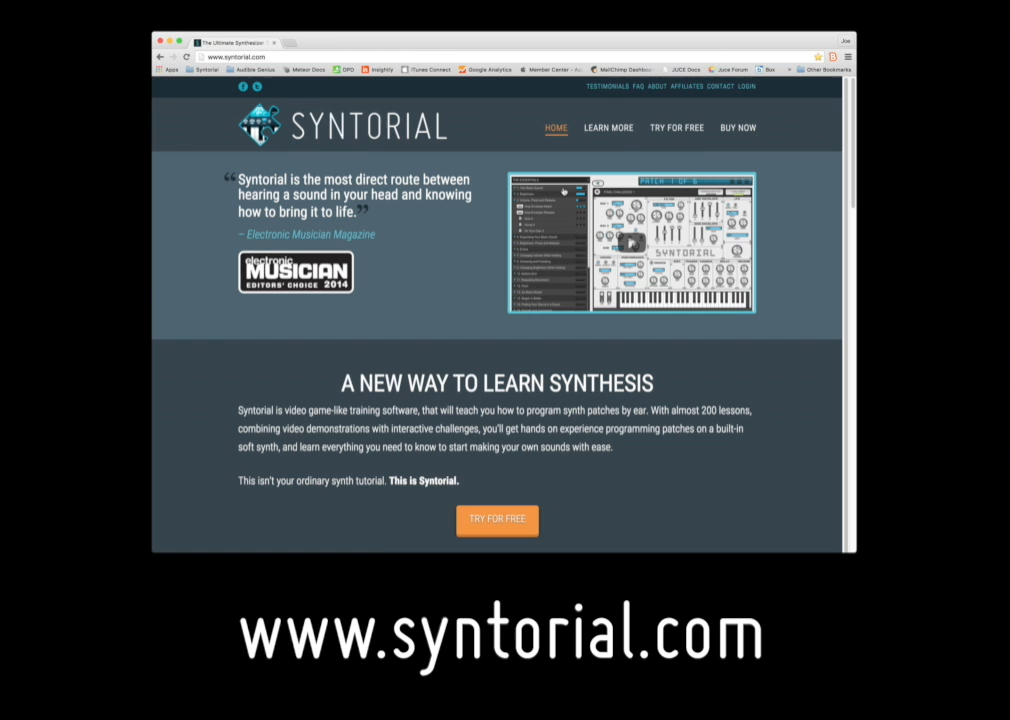 The Ultimate Synthesizer
Joe
www.syntorial.com
Apps Syntorial Audible Genius Meteor Docs DPD Insightly iTunes Connect Google Analytics Member Center - MailChimp Dashbo JUCE Docs Juce Forum Box » Other Bookmarks
TESTIMONIALS FAQ ABOUT AFFILIATES CONTACT LOGIN
SYNTORIAL
HOME LEARN MORE TRY FOR FREE BUY NOW
“Syntorial is the most direct route between
hearing a sound in your head and knowing
how to bring it to life.”
– Electronic Musician Magazine
electronic
MUSICIAN
EDITORS' CHOICE 2014
PATCH 1 OF 5
SYNTORIAL
A NEW WAY TO LEARN SYNTHESIS
Syntorial is video game-like training software, that will teach you how to program synth patches by ear. With almost 200 lessons,
combining video demonstrations with interactive challenges, you'll get hands on experience programming patches on a built-in
soft synth, and learn everything you need to know to start making your own sounds with ease.
This isn't your ordinary synth tutorial. This is Syntorial.
TRY FOR FREE
www.syntorial.com